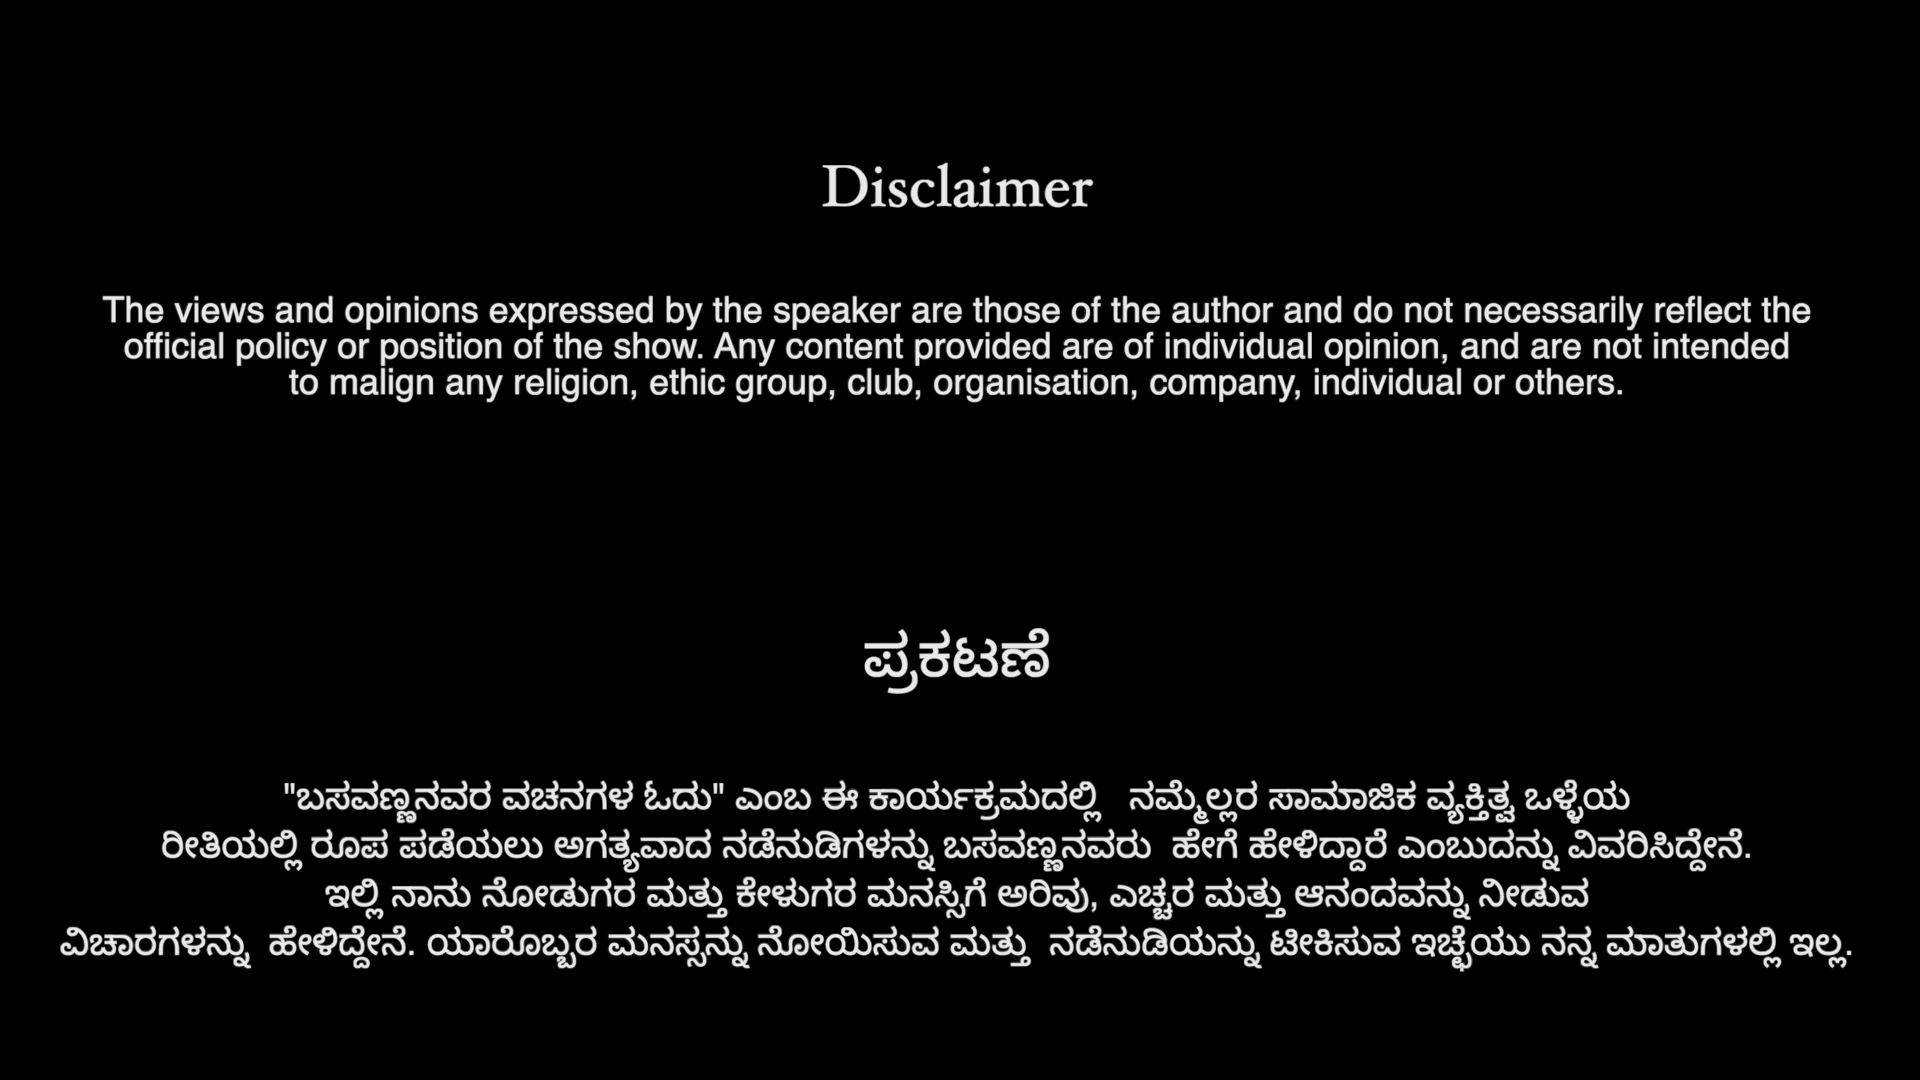 Disclaimer
The views and opinions expressed by the speaker are those of the author and do not necessarily reflect the
official policy or position of the show. Any content provided are of individual opinion, and are not intended
to malign any religion, ethic group, club, organisation, company, individual or others.
ಪ್ರಕಟಣೆ
"ಬಸವಣ್ಣನವರ ವಚನಗಳ ಓದು" ಎಂಬ ಈ ಕಾರ್ಯಕ್ರಮದಲ್ಲಿ ನಮ್ಮೆಲ್ಲರ ಸಾಮಾಜಿಕ ವ್ಯಕ್ತಿತ್ವ ಒಳ್ಳೆಯ
ರೀತಿಯಲ್ಲಿ ರೂಪ ಪಡೆಯಲು ಅಗತ್ಯವಾದ ನಡೆನುಡಿಗಳನ್ನು ಬಸವಣ್ಣನವರು ಹೇಗೆ ಹೇಳಿದ್ದಾರೆ ಎಂಬುದನ್ನು ವಿವರಿಸಿದ್ದೇನೆ.
ಇಲ್ಲಿ ನಾನು ನೋಡುಗರ ಮತ್ತು ಕೇಳುಗರ ಮನಸ್ಸಿಗೆ ಅರಿವು, ಎಚ್ಚರ ಮತ್ತು ಆನಂದವನ್ನು ನೀಡುವ
ವಿಚಾರಗಳನ್ನು ಹೇಳಿದ್ದೇನೆ. ಯಾರೊಬ್ಬರ ಮನಸ್ಸನ್ನು ನೋಯಿಸುವ ಮತ್ತು ನಡೆನುಡಿಯನ್ನು ಟೀಕಿಸುವ ಇಚ್ಛೆಯು ನನ್ನ ಮಾತುಗಳಲ್ಲಿ ಇಲ್ಲ.